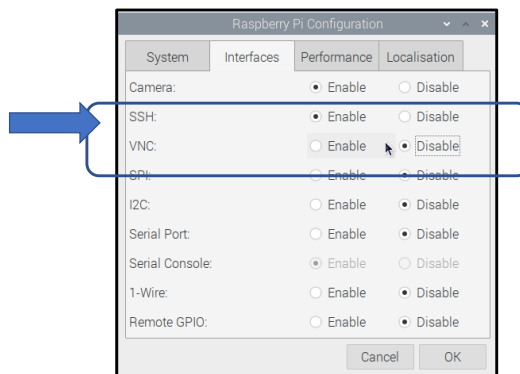 Raspberry Pi Configuration
System Interfaces Performance Localisation
Camera: Enable Disable
SSH: Enable Disable
VNC: Enable Disable
SPI: Enable Disable
I2C: Enable Disable
Serial Port: Enable Disable
Serial Console: Enable Disable
1-Wire: Enable Disable
Remote GPIO: Enable Disable
Cancel OK